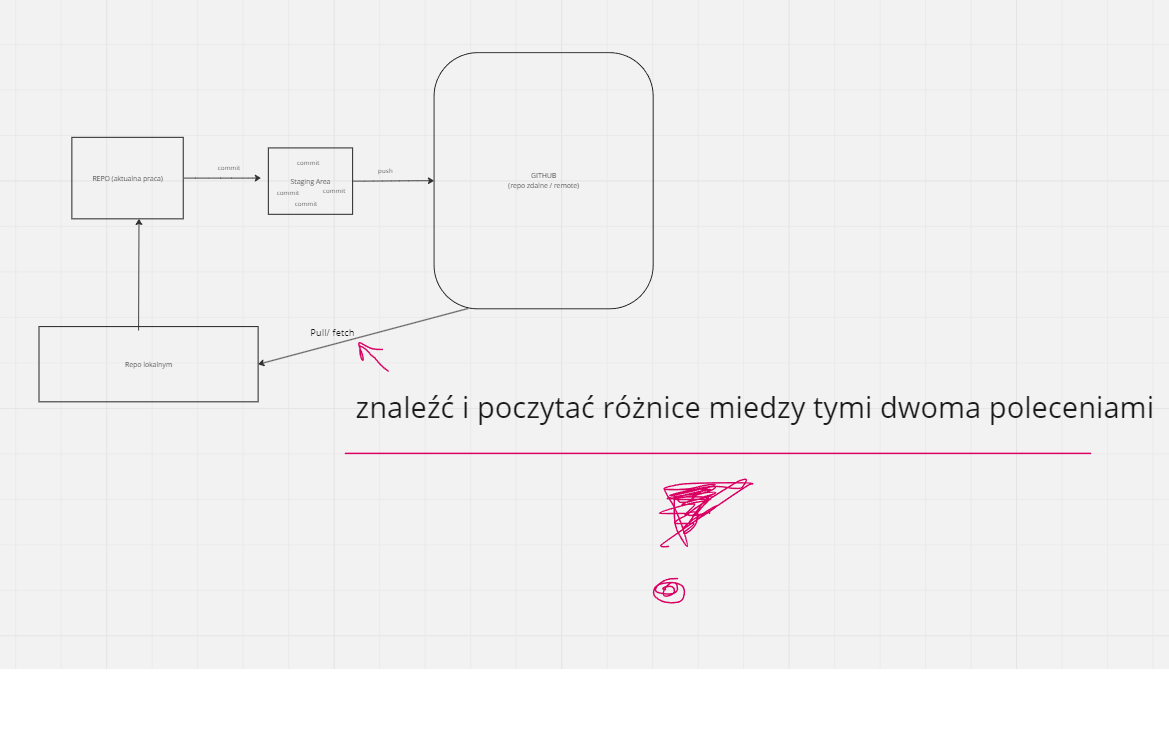 REPO (aktualna praca)
commit
commit
Staging Area
commit
commit
commit
push
GITHUB
(repo zdalne / remote)
Pull/ fetch
Repo lokalnym
znaleźć i poczytać różnice miedzy tymi dwoma poleceniami